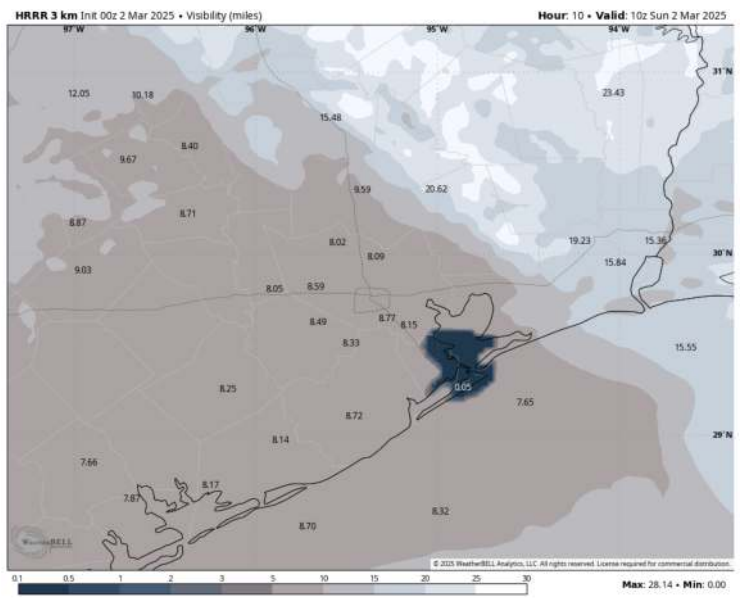 HRRR 3 km Init 00z 2 Mar 2025 • Visibility (miles)
Hour: 10 • Valid: 10z Sun 2 Mar 2025
97°W 96°W 95°W 94°W
31°N
12.05 10.18 23.43
15.48
8.40
9.67
9.59 20.62
8.71
8.87
8.02 19.23 15.36
30°N
8.09
15.84
9.03
8.05 8.59
8.49 8.77 8.15
8.33
15.55
8.25 0.05
7.65
8.72
8.14
29°N
7.66
8.17
7.87
8.70 8.32
WeatherBELL
© 2025 WeatherBELL Analytics, LLC. All rights reserved. License required for commercial distribution.
0.1 0.5 1 2 3 5 10 15 20 25 30
Max: 28.14 • Min: 0.00